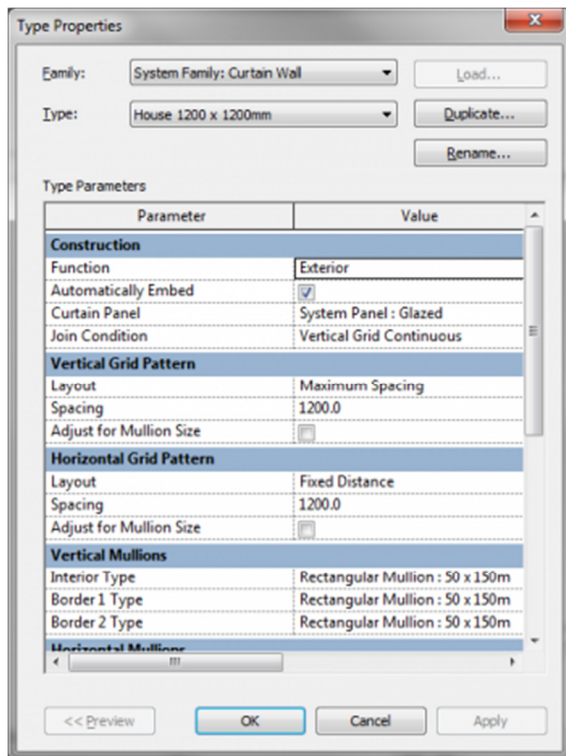 Type Properties
Family: System Family: Curtain Wall Load...
Type: House 1200 x 1200mm Duplicate...
Rename...
Type Parameters
Parameter Value
Construction
Function Exterior
Automatically Embed
Curtain Panel System Panel : Glazed
Join Condition Vertical Grid Continuous
Vertical Grid Pattern
Layout Maximum Spacing
Spacing 1200.0
Adjust for Mullion Size
Horizontal Grid Pattern
Layout Fixed Distance
Spacing 1200.0
Adjust for Mullion Size
Vertical Mullions
Interior Type Rectangular Mullion : 50 x 150m
Border 1 Type Rectangular Mullion : 50 x 150m
Border 2 Type Rectangular Mullion : 50 x 150m
Horizontal Mullions
<< Preview OK Cancel Apply